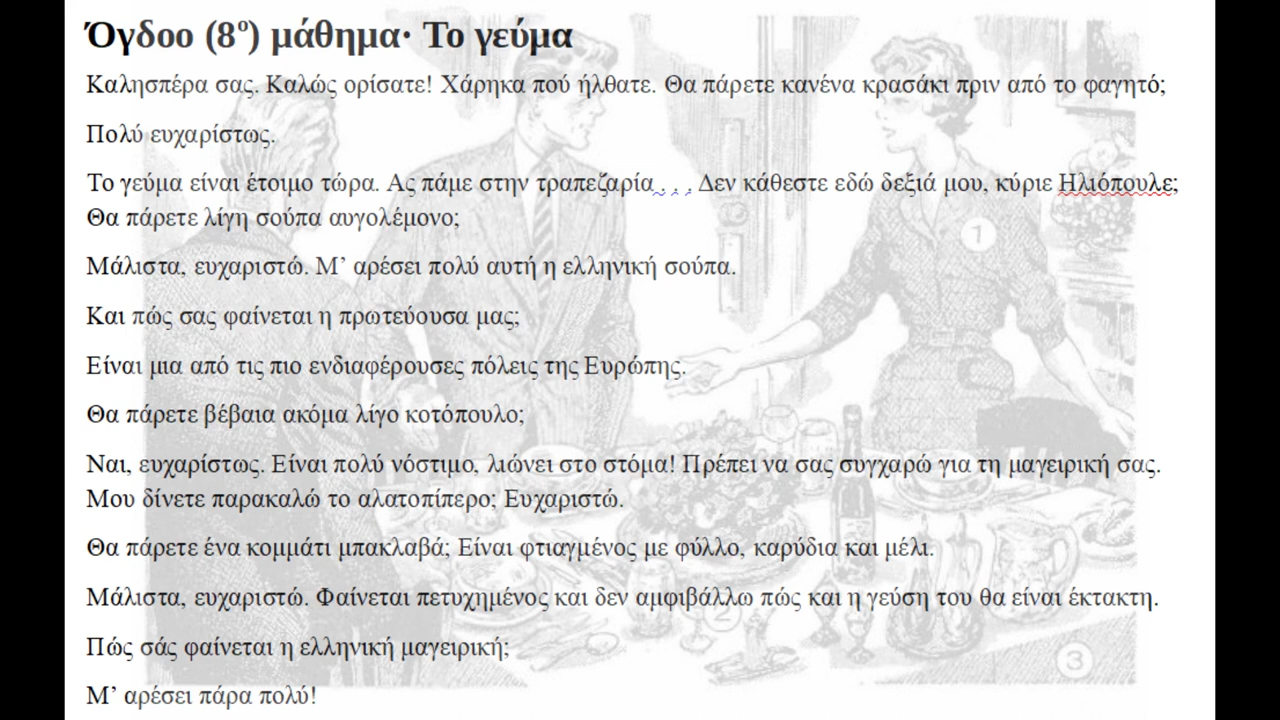 Όγδοο (8º) μάθημα· Το γεύμα
Καλησπέρα σας. Καλώς ορίσατε! Χάρηκα πού ήλθατε. Θα πάρετε κανένα κρασάκι πριν από το φαγητό;
Πολύ ευχαρίστως.
Το γεύμα είναι έτοιμο τώρα. Ας πάμε στην τραπεζαρία . . . Δεν κάθεστε εδώ δεξιά μου, κύριε Ηλιόπουλε;
Θα πάρετε λίγη σούπα αυγολέμονο;
Μάλιστα, ευχαριστώ. Μ’ αρέσει πολύ αυτή η ελληνική σούπα.
Και πώς σας φαίνεται η πρωτεύουσα μας;
Είναι μια από τις πιο ενδιαφέρουσες πόλεις της Ευρώπης.
Θα πάρετε βέβαια ακόμα λίγο κοτόπουλο;
Ναι, ευχαρίστως. Είναι πολύ νόστιμο, λιώνει στο στόμα! Πρέπει να σας συγχαρώ για τη μαγειρική σας.
Μου δίνετε παρακαλώ το αλατοπίπερο; Ευχαριστώ.
Θα πάρετε ένα κομμάτι μπακλαβά; Είναι φτιαγμένος με φύλλο, καρύδια και μέλι.
Μάλιστα, ευχαριστώ. Φαίνεται πετυχημένος και δεν αμφιβάλλω πώς και η γεύση του θα είναι έκτακτη.
Πώς σάς φαίνεται η ελληνική μαγειρική;
Μ’ αρέσει πάρα πολύ!
1
2
3